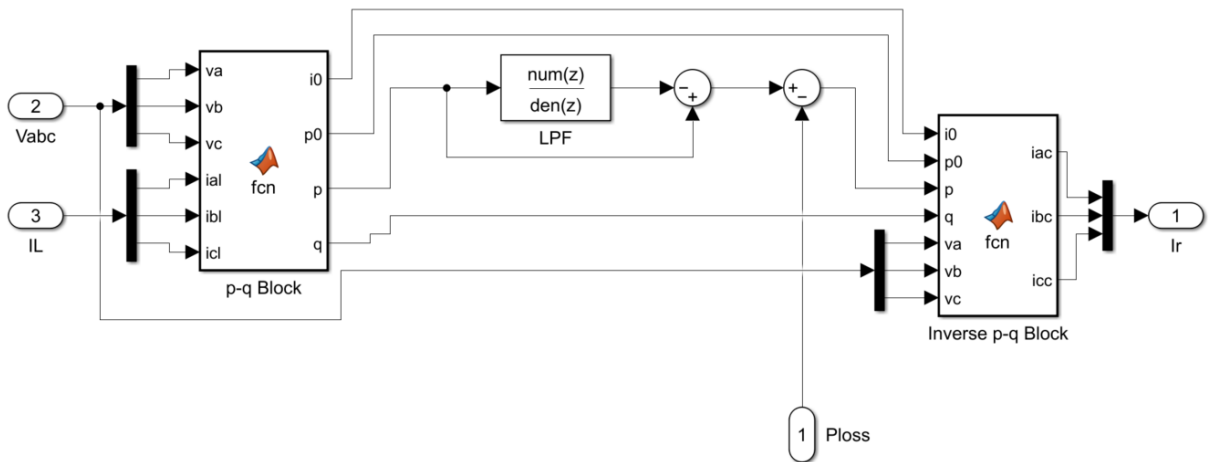 2
Vabc
3
IL
va
vb
vc
ial
ibl
icl
fcn
i0
p0
p
q
p-q Block
num(z)
den(z)
LPF
-
+
+
-
1
Ploss
i0
p0
p
q
va
vb
vc
fcn
iac
ibc
icc
Inverse p-q Block
1
Ir